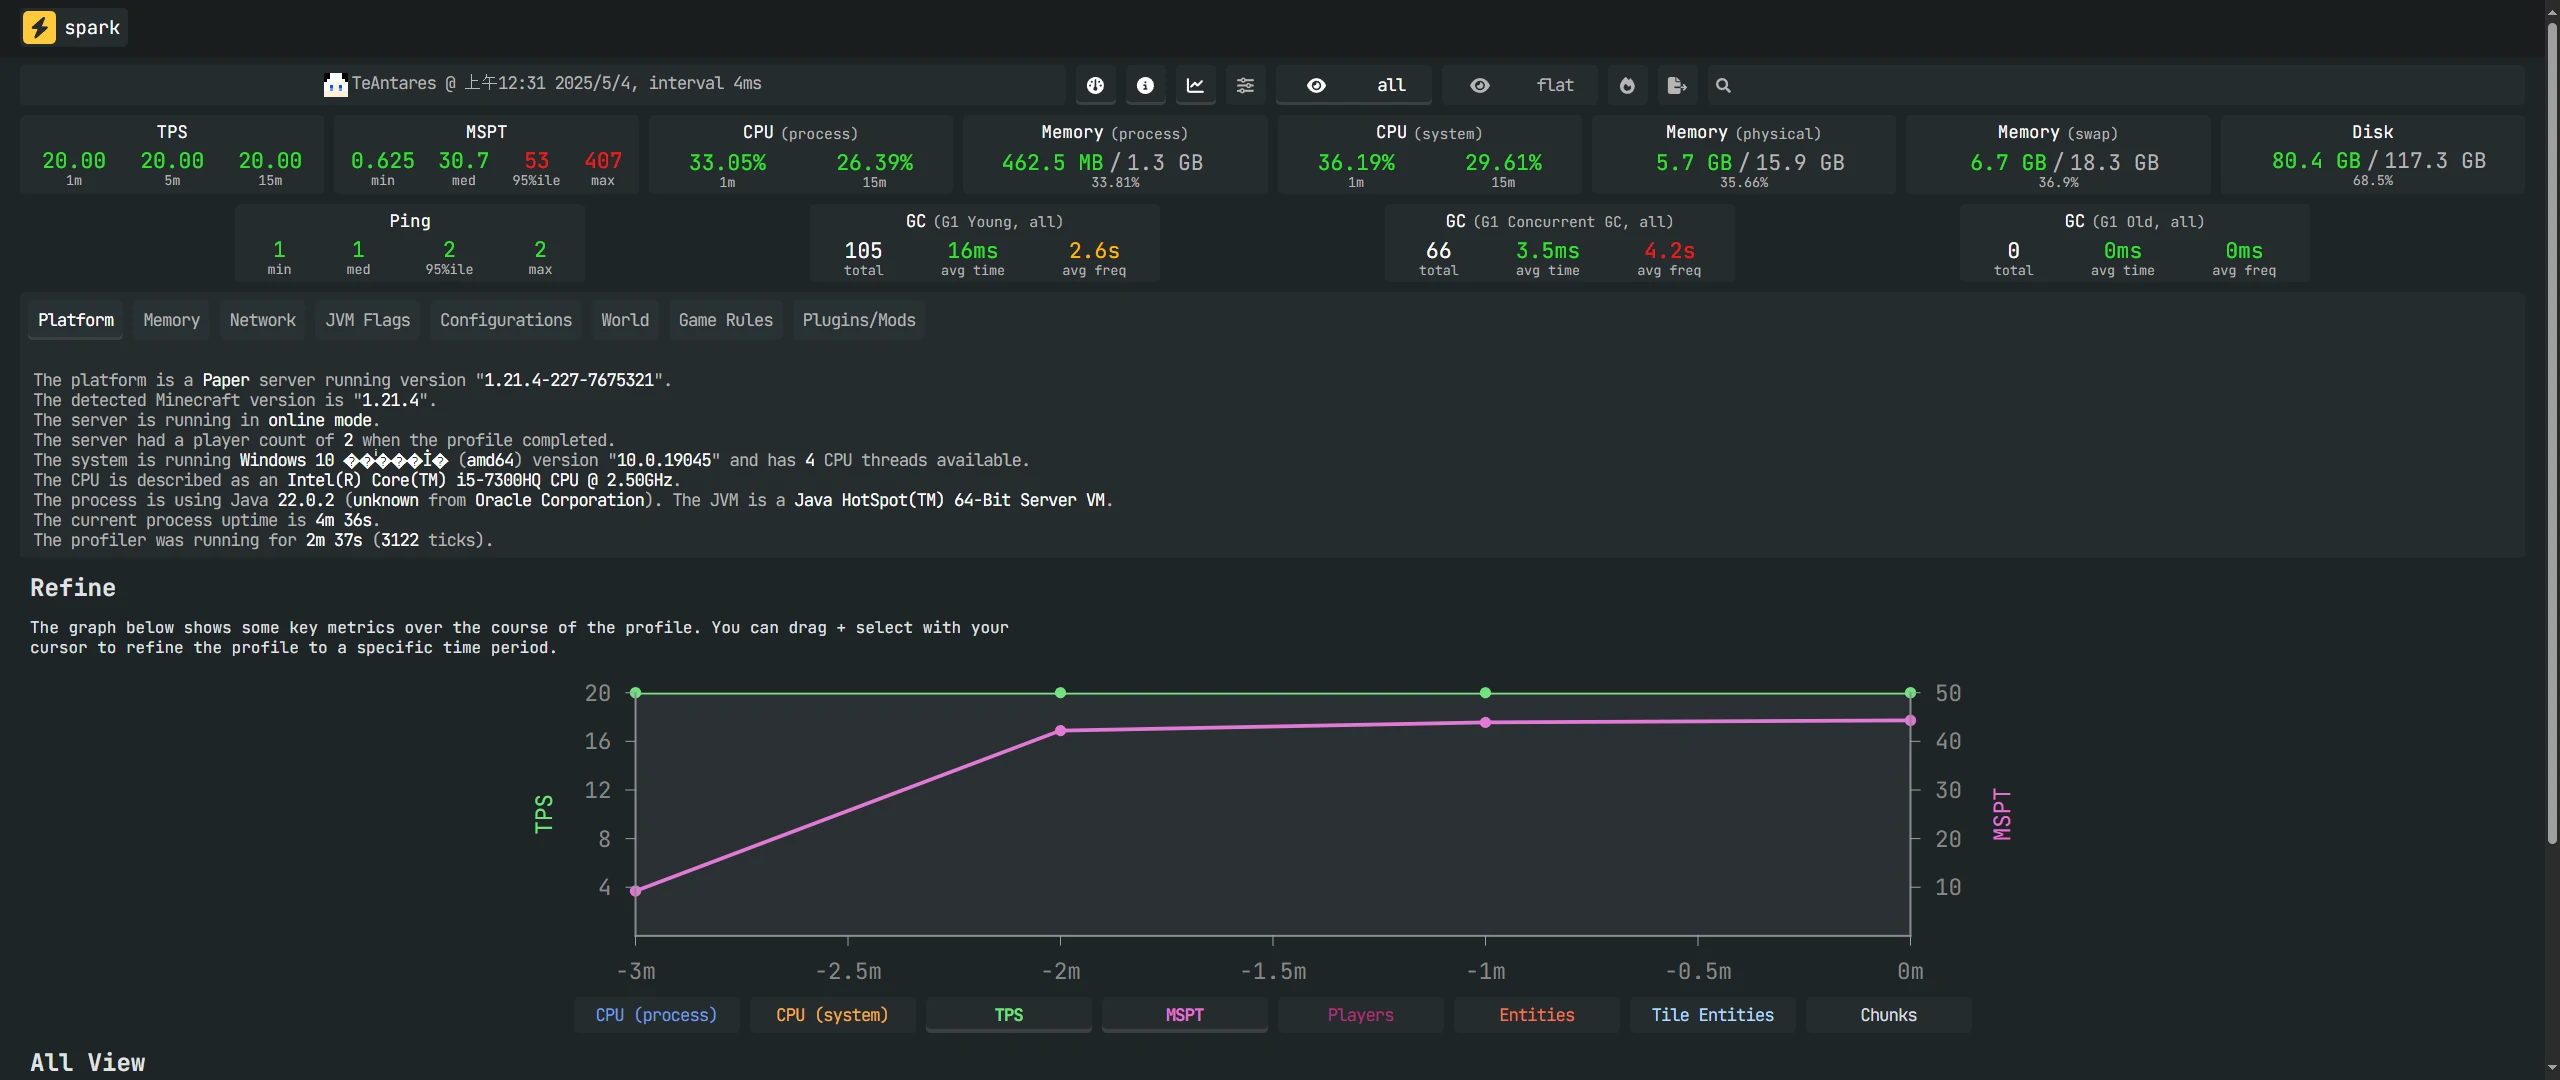 spark
TeAntares @ 上午12:31 2025/5/4, interval 4ms
all
flat
TPS
20.00 20.00 20.00
1m 5m 15m
MSPT
0.625 30.7 53 407
min med 95%ile max
CPU (process)
33.05% 26.39%
1m 15m
Memory (process)
462.5 MB / 1.3 GB
33.81%
CPU (system)
36.19% 29.61%
1m 15m
Memory (physical)
5.7 GB / 15.9 GB
35.66%
Memory (swap)
6.7 GB / 18.3 GB
36.9%
Disk
80.4 GB / 117.3 GB
68.5%
Ping
1 1 2 2
min med 95%ile max
GC (G1 Young, all)
105 16ms 2.6s
total avg time avg freq
GC (G1 Concurrent GC, all)
66 3.5ms 4.2s
total avg time avg freq
GC (G1 Old, all)
0 0ms 0ms
total avg time avg freq
Platform Memory Network JVM Flags Configurations World Game Rules Plugins/Mods
The platform is a Paper server running version "1.21.4-227-7675321".
The detected Minecraft version is "1.21.4".
The server is running in online mode.
The server had a player count of 2 when the profile completed.
The system is running Windows 10 (amd64) version "10.0.19045" and has 4 CPU threads available.
The CPU is described as an Intel(R) Core(TM) i5-7300HQ CPU @ 2.50GHz.
The process is using Java 22.0.2 (unknown from Oracle Corporation). The JVM is a Java HotSpot(TM) 64-Bit Server VM.
The current process uptime is 4m 36s.
The profiler was running for 2m 37s (3122 ticks).
Refine
The graph below shows some key metrics over the course of the profile. You can drag + select with your
cursor to refine the profile to a specific time period.
TPS
20
16
12
8
4
50
40
30
20
10
MSPT
-3m -2.5m -2m -1.5m -1m -0.5m 0m
CPU (process) CPU (system) TPS MSPT Players Entities Tile Entities Chunks
All View